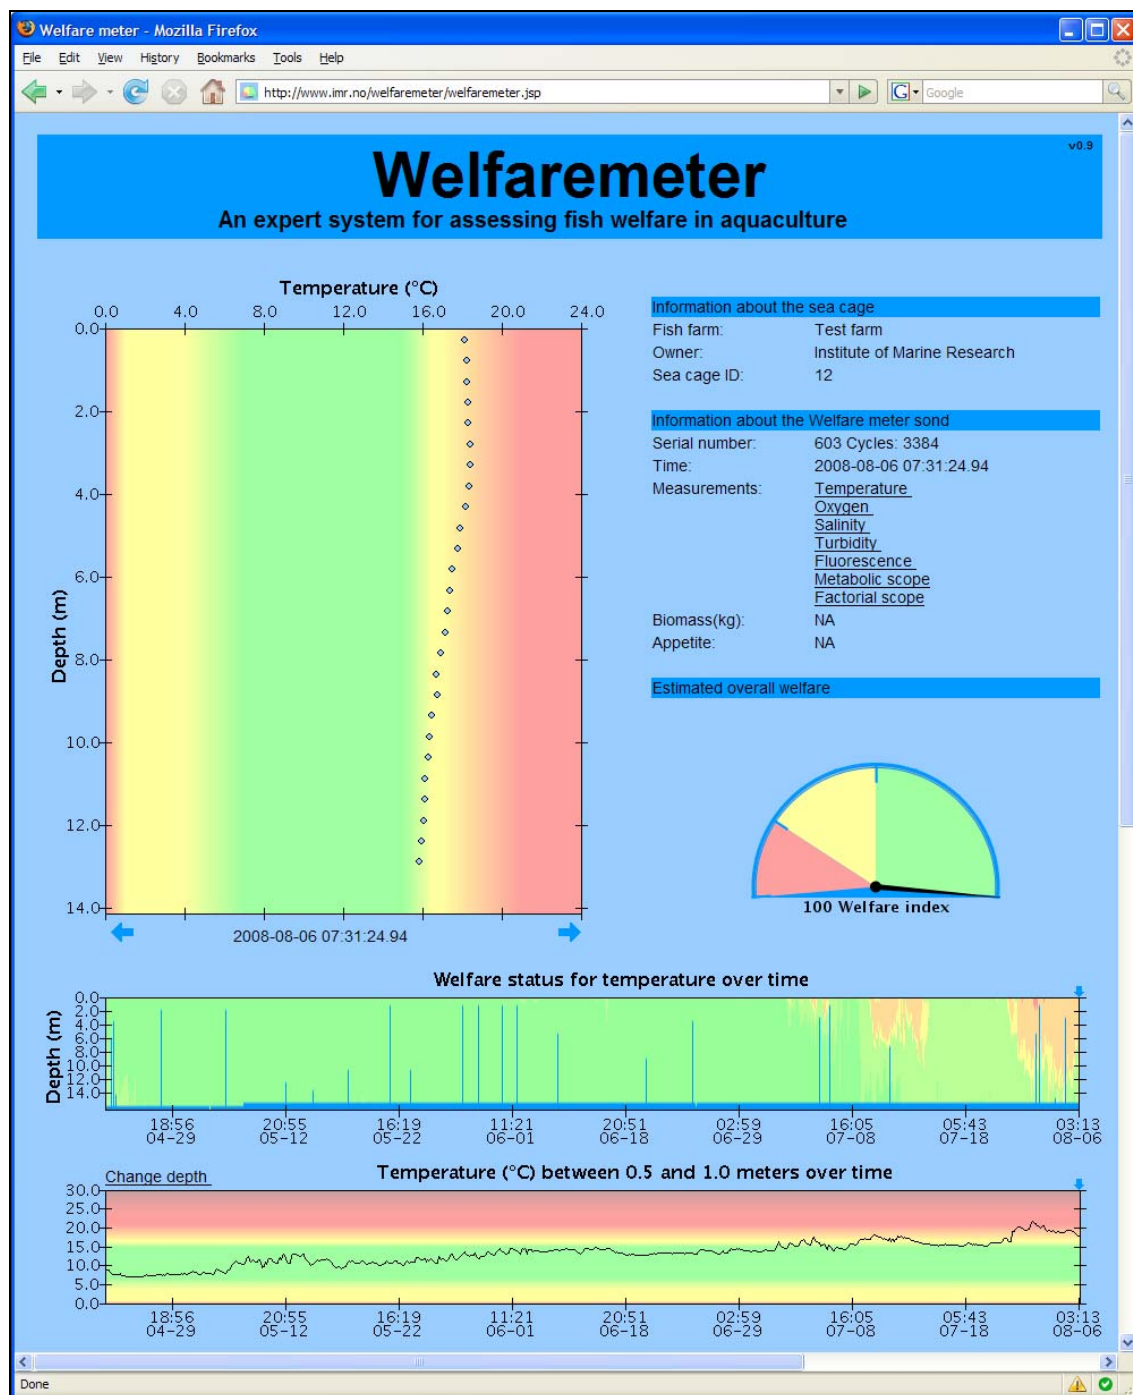 Welfare meter - Mozilla Firefox
File Edit View History Bookmarks Tools Help
http://www.imr.no/welfaremeter/welfaremeter.jsp
G Google
v0.9
Welfaremeter
An expert system for assessing fish welfare in aquaculture
Temperature (°C)
0.0 4.0 8.0 12.0 16.0 20.0 24.0
Depth (m)
0.0
2.0
4.0
6.0
8.0
10.0
12.0
14.0
2008-08-06 07:31:24.94
Information about the sea cage
Fish farm: Test farm
Owner: Institute of Marine Research
Sea cage ID: 12
Information about the Welfare meter sond
Serial number: 603 Cycles: 3384
Time: 2008-08-06 07:31:24.94
Measurements: Temperature
Oxygen
Salinity
Turbidity
Fluorescence
Metabolic scope
Factorial scope
Biomass(kg): NA
Appetite: NA
Estimated overall welfare
100 Welfare index
Welfare status for temperature over time
Depth (m)
0.0
2.0
4.0
6.0
8.0
10.0
12.0
14.0
18:56 20:55 16:19 11:21 20:51 02:59 16:05 05:43 03:13
04-29 05-12 05-22 06-01 06-18 06-29 07-08 07-18 08-06
Change depth
Temperature (°C) between 0.5 and 1.0 meters over time
30.0
25.0
20.0
15.0
10.0
5.0
0.0
18:56 20:55 16:19 11:21 20:51 02:59 16:05 05:43 03:13
04-29 05-12 05-22 06-01 06-18 06-29 07-08 07-18 08-06
Done